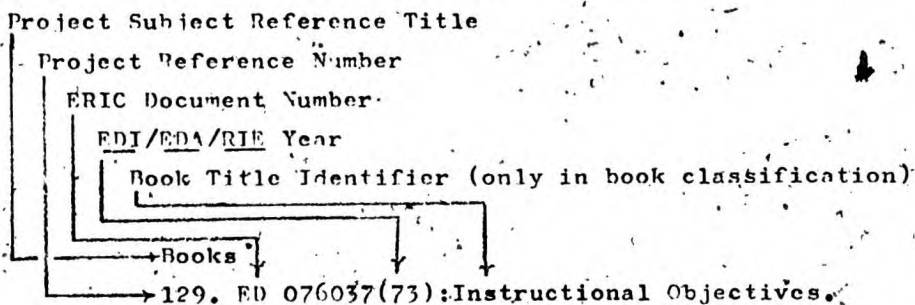 Project Subject Reference Title
Project Reference Number
ERIC Document Number
EDI/EDA/RIE Year
Book Title Identifier (only in book classification)
Books
129. ED 076037(73):Instructional Objectives.